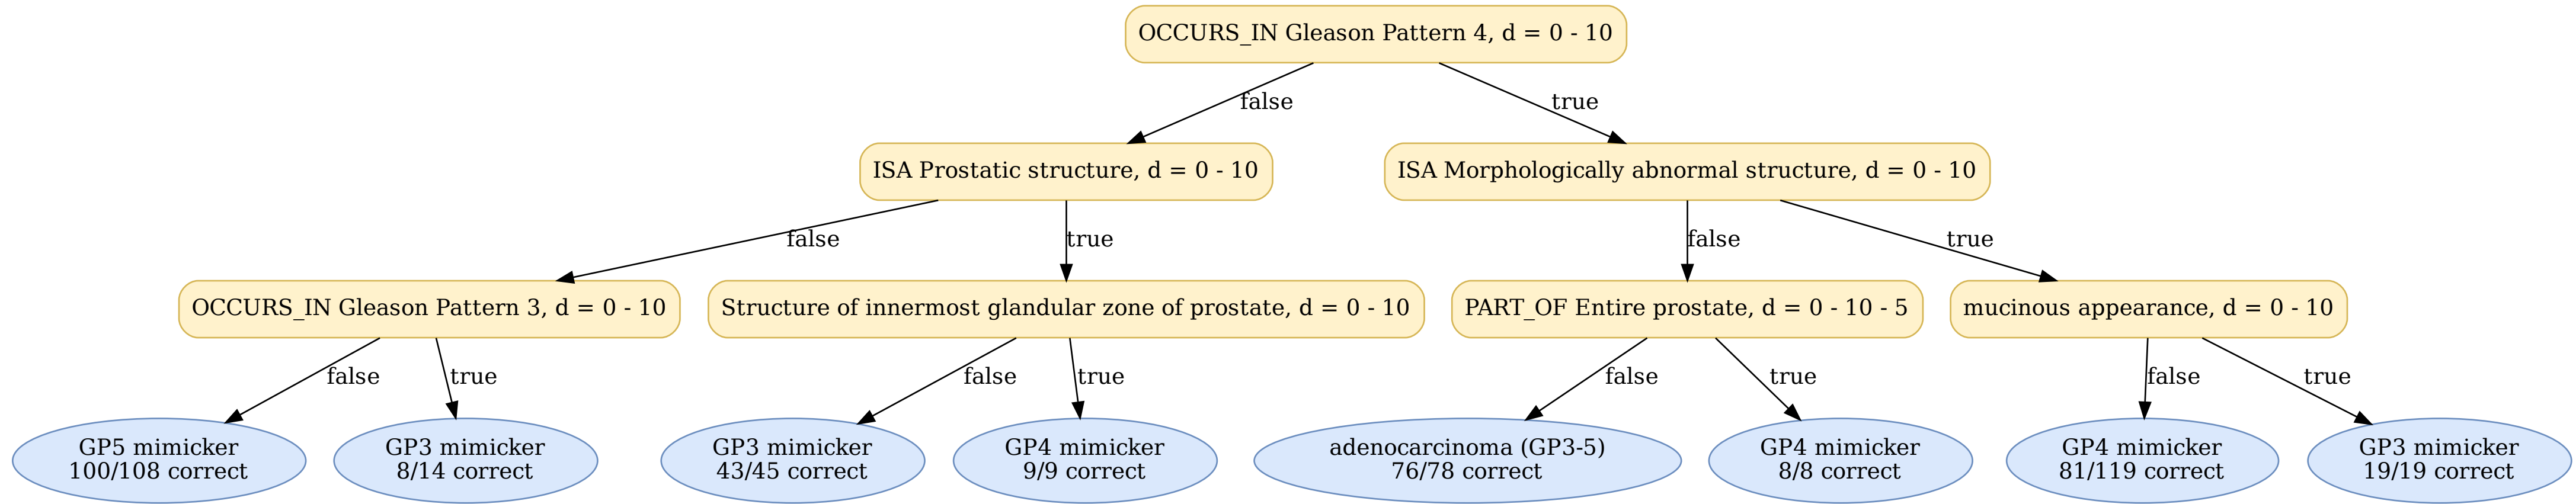 OCCURS_IN Gleason Pattern 4, d = 0 - 10
false
true
ISA Prostatic structure, d = 0 - 10
ISA Morphologically abnormal structure, d = 0 - 10
false
true
false
true
OCCURS_IN Gleason Pattern 3, d = 0 - 10
Structure of innermost glandular zone of prostate, d = 0 - 10
PART_OF Entire prostate, d = 0 - 10 - 5
mucinous appearance, d = 0 - 10
false
true
false
true
false
true
false
true
GP5 mimicker
100/108 correct
GP3 mimicker
8/14 correct
GP3 mimicker
43/45 correct
GP4 mimicker
9/9 correct
adenocarcinoma (GP3-5)
76/78 correct
GP4 mimicker
8/8 correct
GP4 mimicker
81/119 correct
GP3 mimicker
19/19 correct